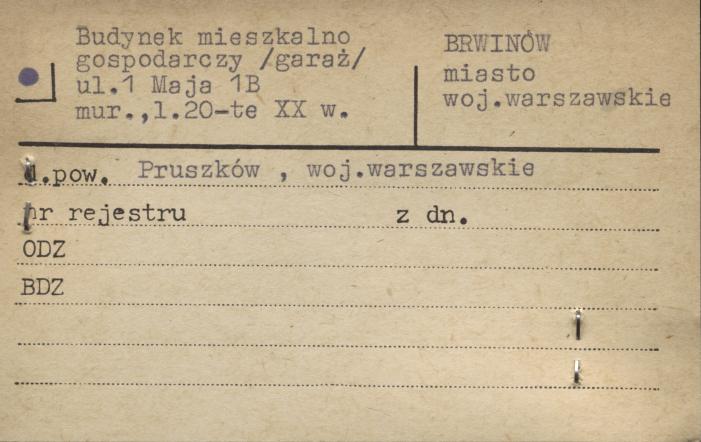 Budynek mieszkalno
gospodarczy /garaż/
ul.1 Maja 1B
mur.,l.20-te XX w.
BRWINÓW
miasto
woj.warszawskie
d.pow. Pruszków , woj.warszawskie
nr rejestru z dn.
ODZ
BDZ